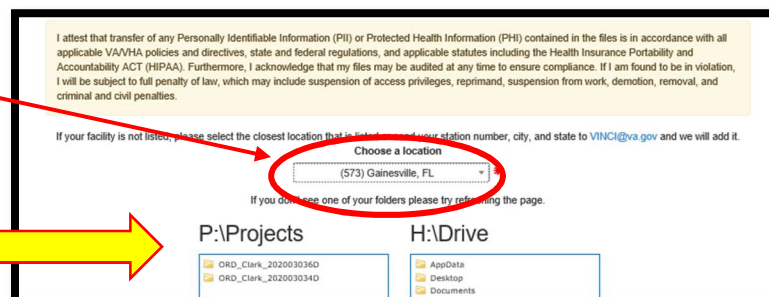 I attest that transfer of any Personally Identifiable Information (PII) or Protected Health Information (PHI) contained in the files is in accordance with all
applicable VA/VHA policies and directives, state and federal regulations, and applicable statutes including the Health Insurance Portability and
Accountability ACT (HIPAA). Furthermore, I acknowledge that my files may be audited at any time to ensure compliance. If I am found to be in violation,
I will be subject to full penalty of law, which may include suspension of access privileges, reprimand, suspension from work, demotion, removal, and
criminal and civil penalties.
If your facility is not listed, please select the closest location that is listed or send your station number, city, and state to VINCI@va.gov and we will add it.
Choose a location
(573) Gainesville, FL
If you don't see one of your folders please try refreshing the page.
P:\Projects
H:\Drive
ORD_Clark_202003036D
ORD_Clark_202003034D
AppData
Desktop
Documents